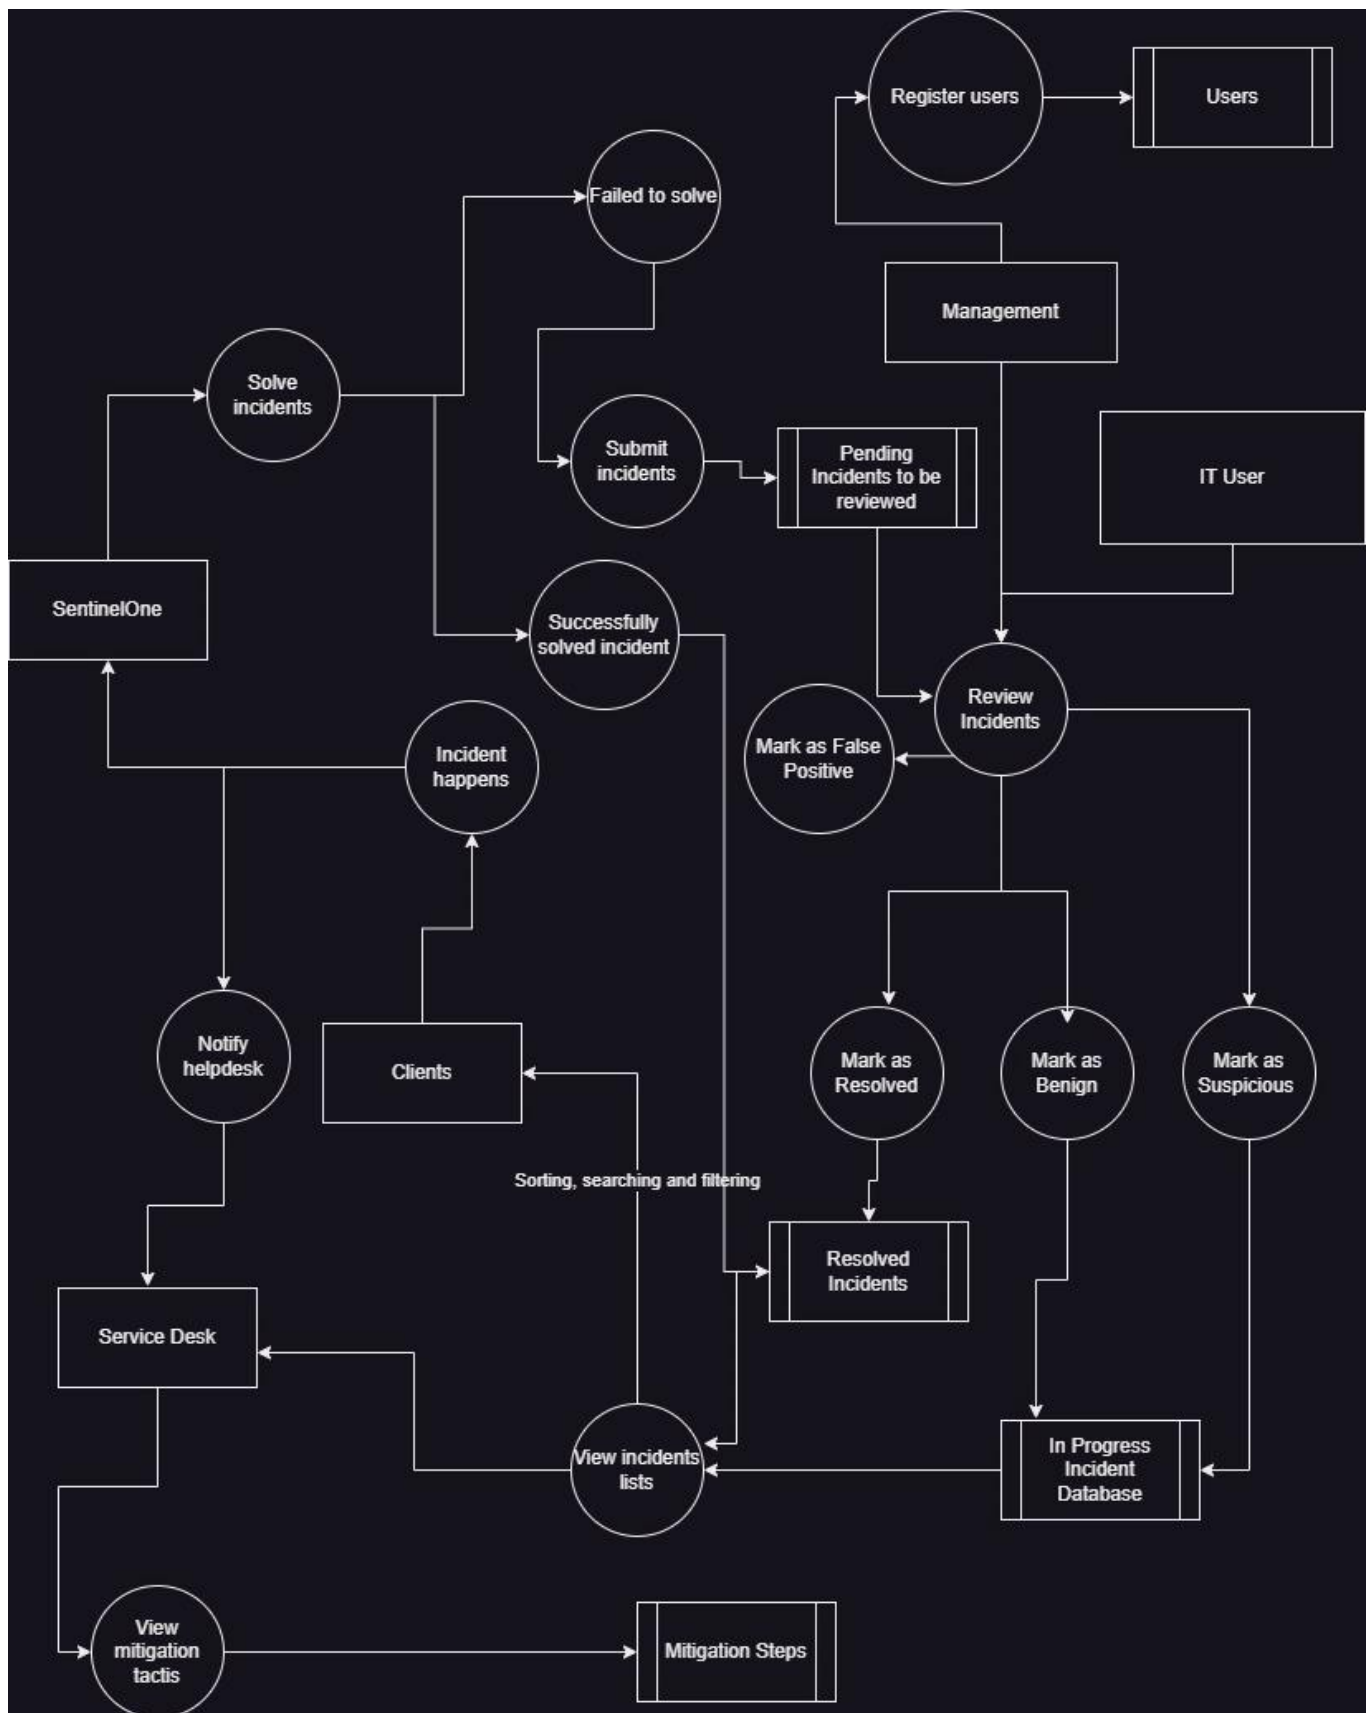 Register users
Users
Failed to solve
Management
Solve
incidents
Submit
incidents
Pending
Incidents to be
reviewed
IT User
SentinelOne
Successfully
solved incident
Review
Incidents
Mark as False
Positive
Incident
happens
Notify
helpdesk
Clients
Mark as
Resolved
Mark as
Benign
Mark as
Suspicious
Sorting, searching and filtering
Resolved
Incidents
Service Desk
View incidents
lists
In Progress
Incident
Database
View
mitigation
tactis
Mitigation Steps